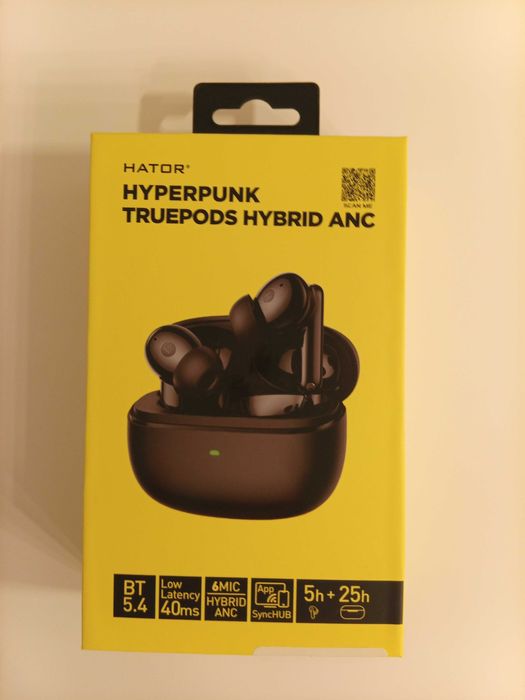 HATOR®
HYPERPUNK
TRUEPODS HYBRID ANC
SCAN ME
BT
5.4
Low
Latency
40ms
6MIC
HYBRID
ANC
App
SyncHUB
5h + 25h